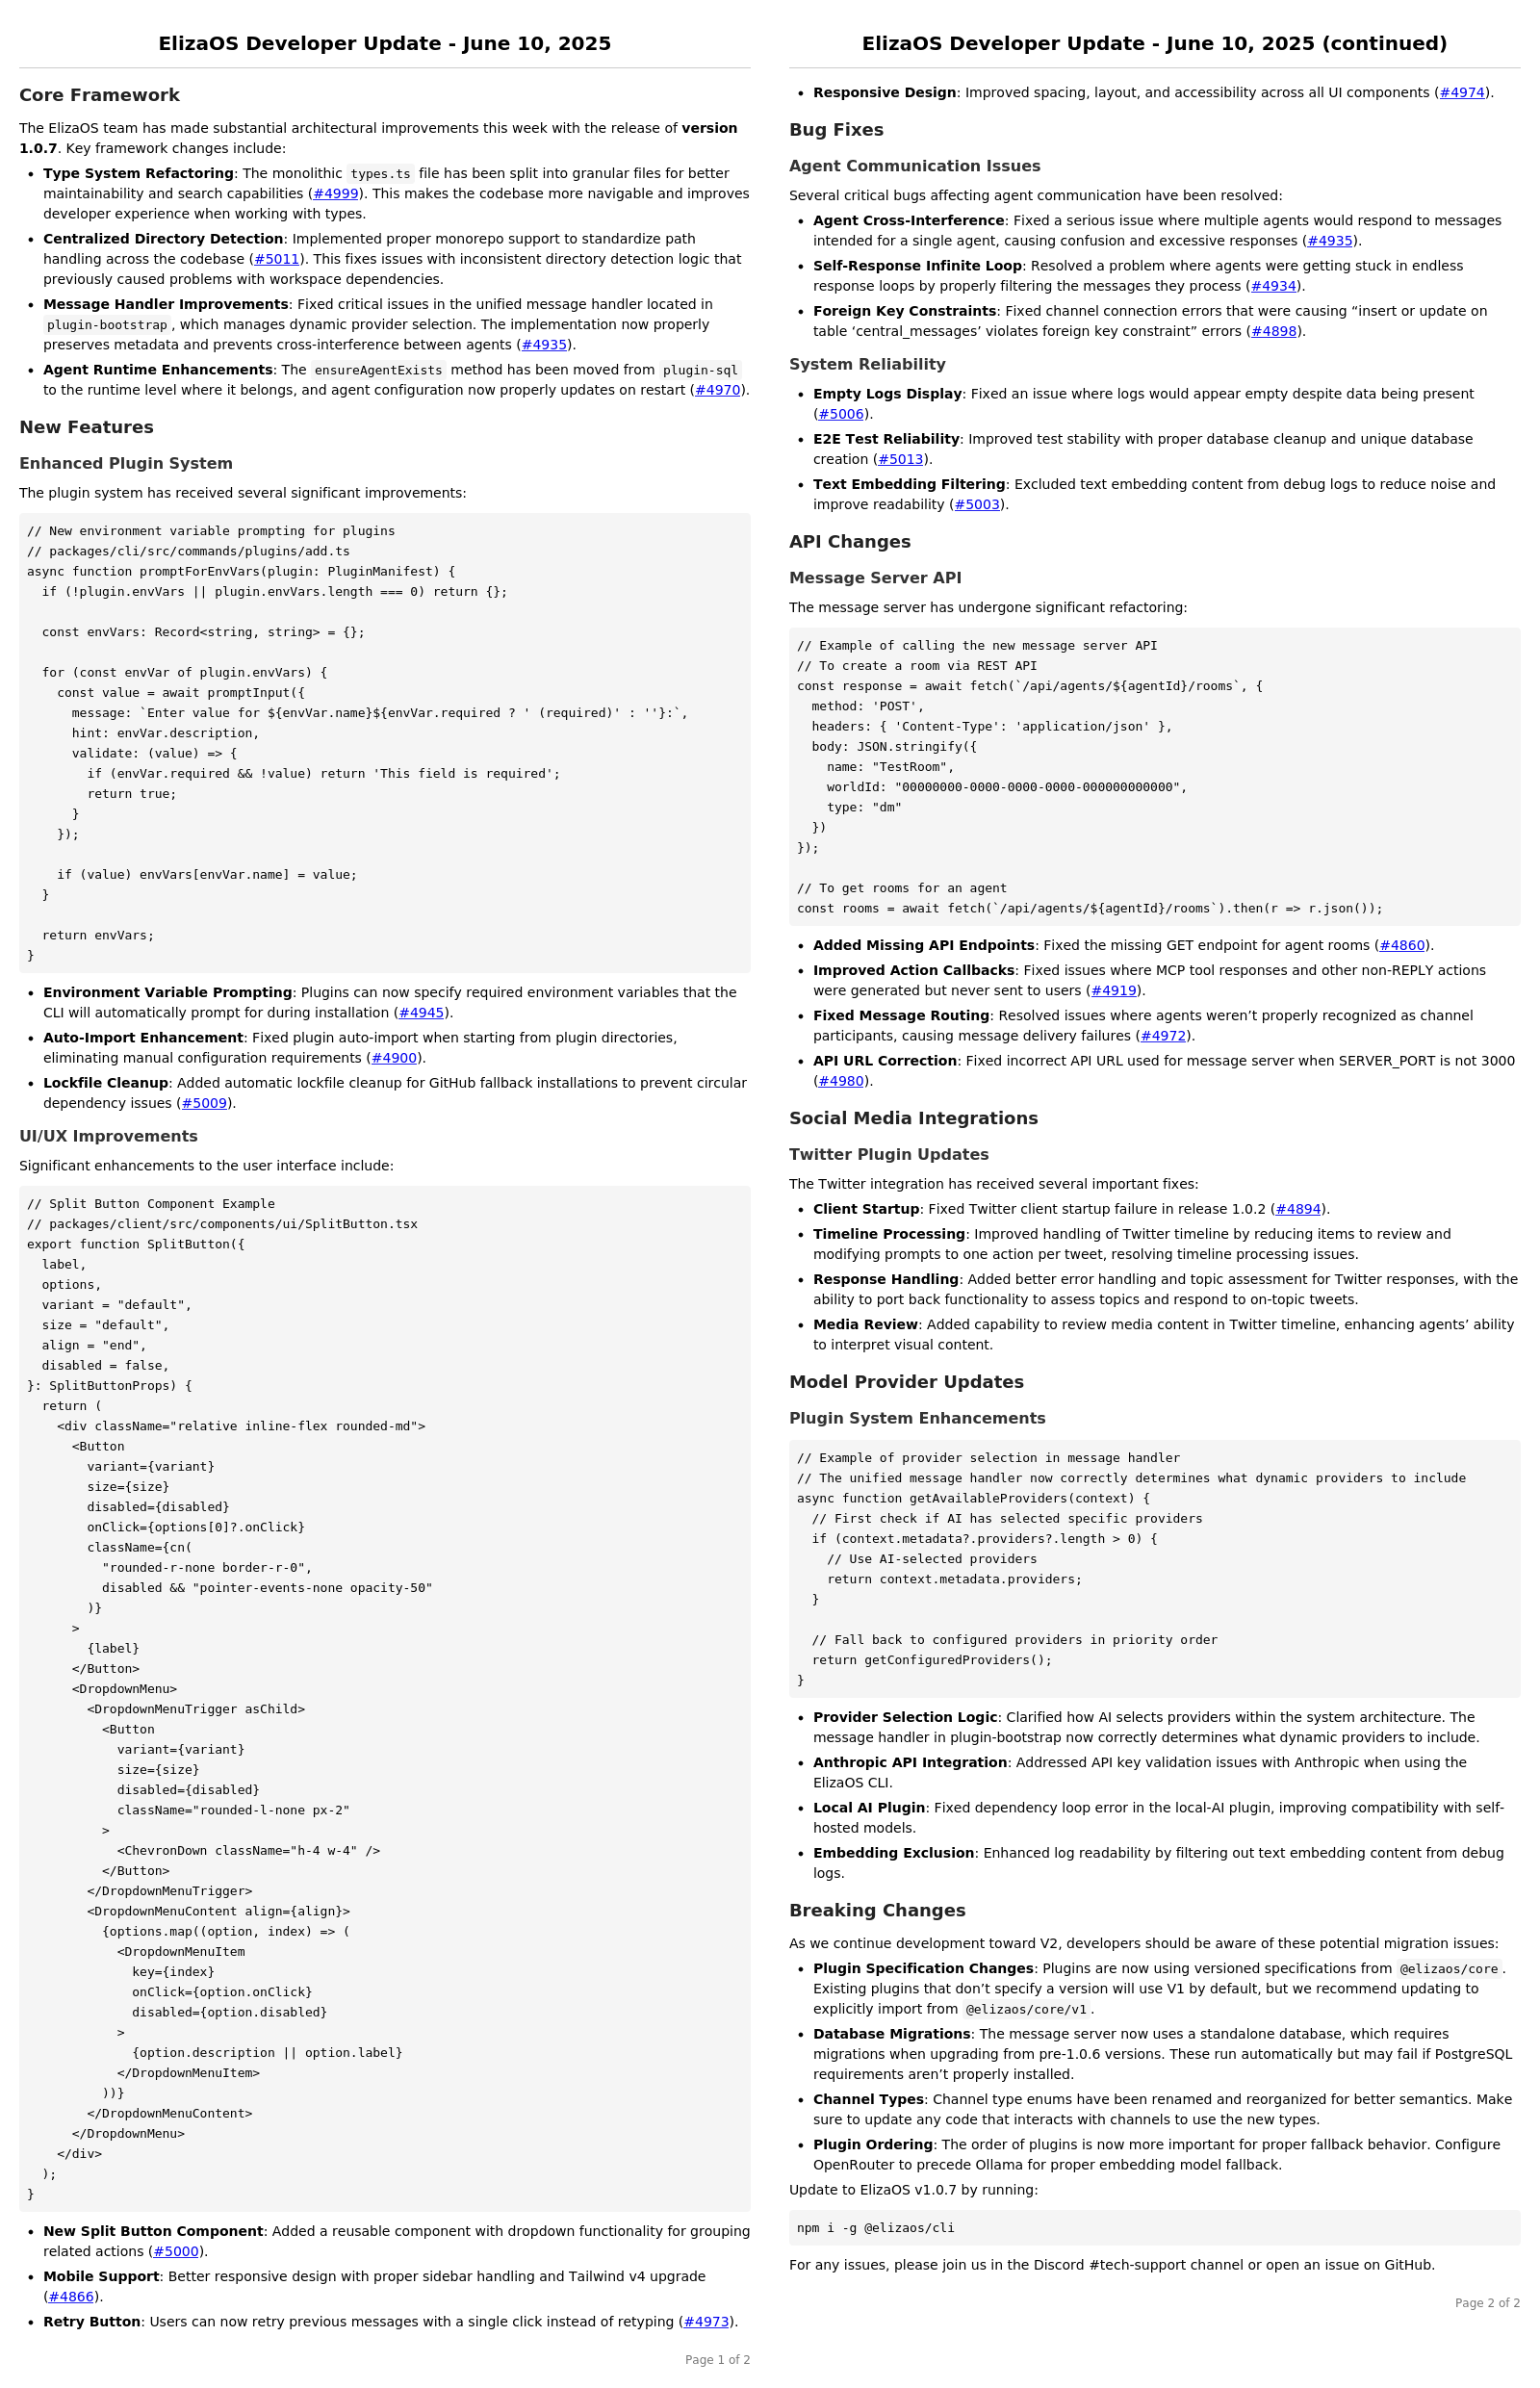 ElizaOS Developer Update - June 10, 2025
Core Framework
The ElizaOS team has made substantial architectural improvements this week with the release of version
1.0.7. Key framework changes include:
• Type System Refactoring: The monolithic types.ts file has been split into granular files for better
maintainability and search capabilities (#4999). This makes the codebase more navigable and improves
developer experience when working with types.
• Centralized Directory Detection: Implemented proper monorepo support to standardize path
handling across the codebase (#5011). This fixes issues with inconsistent directory detection logic that
previously caused problems with workspace dependencies.
• Message Handler Improvements: Fixed critical issues in the unified message handler located in
plugin-bootstrap, which manages dynamic provider selection. The implementation now properly
preserves metadata and prevents cross-interference between agents (#4935).
• Agent Runtime Enhancements: The ensureAgentExists method has been moved from plugin-sql
to the runtime level where it belongs, and agent configuration now properly updates on restart (#4970).
New Features
Enhanced Plugin System
The plugin system has received several significant improvements:
// New environment variable prompting for plugins
// packages/cli/src/commands/plugins/add.ts
async function promptForEnvVars(plugin: PluginManifest) {
  if (!plugin.envVars || plugin.envVars.length === 0) return {};

  const envVars: Record<string, string> = {};

  for (const envVar of plugin.envVars) {
    const value = await promptInput({
      message: `Enter value for ${envVar.name}${envVar.required ? ' (required)' : ''}:`,
      hint: envVar.description,
      validate: (value) => {
        if (envVar.required && !value) return 'This field is required';
        return true;
      }
    });

    if (value) envVars[envVar.name] = value;
  }

  return envVars;
}
• Environment Variable Prompting: Plugins can now specify required environment variables that the
CLI will automatically prompt for during installation (#4945).
• Auto-Import Enhancement: Fixed plugin auto-import when starting from plugin directories,
eliminating manual configuration requirements (#4900).
• Lockfile Cleanup: Added automatic lockfile cleanup for GitHub fallback installations to prevent circular
dependency issues (#5009).
UI/UX Improvements
Significant enhancements to the user interface include:
// Split Button Component Example
// packages/client/src/components/ui/SplitButton.tsx
export function SplitButton({
  label,
  options,
  variant = "default",
  size = "default",
  align = "end",
  disabled = false,
}: SplitButtonProps) {
  return (
    <div className="relative inline-flex rounded-md">
      <Button
        variant={variant}
        size={size}
        disabled={disabled}
        onClick={options[0]?.onClick}
        className={cn(
          "rounded-r-none border-r-0",
          disabled && "pointer-events-none opacity-50"
        )}
      >
        {label}
      </Button>
      <DropdownMenu>
        <DropdownMenuTrigger asChild>
          <Button
            variant={variant}
            size={size}
            disabled={disabled}
            className="rounded-l-none px-2"
          >
            <ChevronDown className="h-4 w-4" />
          </Button>
        </DropdownMenuTrigger>
        <DropdownMenuContent align={align}>
          {options.map((option, index) => (
            <DropdownMenuItem
              key={index}
              onClick={option.onClick}
              disabled={option.disabled}
            >
              {option.description || option.label}
            </DropdownMenuItem>
          ))}
        </DropdownMenuContent>
      </DropdownMenu>
    </div>
  );
}
• New Split Button Component: Added a reusable component with dropdown functionality for grouping
related actions (#5000).
• Mobile Support: Better responsive design with proper sidebar handling and Tailwind v4 upgrade
(#4866).
• Retry Button: Users can now retry previous messages with a single click instead of retyping (#4973).
Page 1 of 2
ElizaOS Developer Update - June 10, 2025 (continued)
• Responsive Design: Improved spacing, layout, and accessibility across all UI components (#4974).
Bug Fixes
Agent Communication Issues
Several critical bugs affecting agent communication have been resolved:
• Agent Cross-Interference: Fixed a serious issue where multiple agents would respond to messages
intended for a single agent, causing confusion and excessive responses (#4935).
• Self-Response Infinite Loop: Resolved a problem where agents were getting stuck in endless
response loops by properly filtering the messages they process (#4934).
• Foreign Key Constraints: Fixed channel connection errors that were causing “insert or update on
table ‘central_messages’ violates foreign key constraint” errors (#4898).
System Reliability
• Empty Logs Display: Fixed an issue where logs would appear empty despite data being present
(#5006).
• E2E Test Reliability: Improved test stability with proper database cleanup and unique database
creation (#5013).
• Text Embedding Filtering: Excluded text embedding content from debug logs to reduce noise and
improve readability (#5003).
API Changes
Message Server API
The message server has undergone significant refactoring:
// Example of calling the new message server API
// To create a room via REST API
const response = await fetch(`/api/agents/${agentId}/rooms`, {
  method: 'POST',
  headers: { 'Content-Type': 'application/json' },
  body: JSON.stringify({
    name: "TestRoom",
    worldId: "00000000-0000-0000-0000-000000000000",
    type: "dm"
  })
});

// To get rooms for an agent
const rooms = await fetch(`/api/agents/${agentId}/rooms`).then(r => r.json());
• Added Missing API Endpoints: Fixed the missing GET endpoint for agent rooms (#4860).
• Improved Action Callbacks: Fixed issues where MCP tool responses and other non-REPLY actions
were generated but never sent to users (#4919).
• Fixed Message Routing: Resolved issues where agents weren’t properly recognized as channel
participants, causing message delivery failures (#4972).
• API URL Correction: Fixed incorrect API URL used for message server when SERVER_PORT is not 3000
(#4980).
Social Media Integrations
Twitter Plugin Updates
The Twitter integration has received several important fixes:
• Client Startup: Fixed Twitter client startup failure in release 1.0.2 (#4894).
• Timeline Processing: Improved handling of Twitter timeline by reducing items to review and
modifying prompts to one action per tweet, resolving timeline processing issues.
• Response Handling: Added better error handling and topic assessment for Twitter responses, with the
ability to port back functionality to assess topics and respond to on-topic tweets.
• Media Review: Added capability to review media content in Twitter timeline, enhancing agents’ ability
to interpret visual content.
Model Provider Updates
Plugin System Enhancements
// Example of provider selection in message handler
// The unified message handler now correctly determines what dynamic providers to include
async function getAvailableProviders(context) {
  // First check if AI has selected specific providers
  if (context.metadata?.providers?.length > 0) {
    // Use AI-selected providers
    return context.metadata.providers;
  }

  // Fall back to configured providers in priority order
  return getConfiguredProviders();
}
• Provider Selection Logic: Clarified how AI selects providers within the system architecture. The
message handler in plugin-bootstrap now correctly determines what dynamic providers to include.
• Anthropic API Integration: Addressed API key validation issues with Anthropic when using the
ElizaOS CLI.
• Local AI Plugin: Fixed dependency loop error in the local-AI plugin, improving compatibility with self-
hosted models.
• Embedding Exclusion: Enhanced log readability by filtering out text embedding content from debug
logs.
Breaking Changes
As we continue development toward V2, developers should be aware of these potential migration issues:
• Plugin Specification Changes: Plugins are now using versioned specifications from @elizaos/core.
Existing plugins that don’t specify a version will use V1 by default, but we recommend updating to
explicitly import from @elizaos/core/v1.
• Database Migrations: The message server now uses a standalone database, which requires
migrations when upgrading from pre-1.0.6 versions. These run automatically but may fail if PostgreSQL
requirements aren’t properly installed.
• Channel Types: Channel type enums have been renamed and reorganized for better semantics. Make
sure to update any code that interacts with channels to use the new types.
• Plugin Ordering: The order of plugins is now more important for proper fallback behavior. Configure
OpenRouter to precede Ollama for proper embedding model fallback.
Update to ElizaOS v1.0.7 by running:
npm i -g @elizaos/cli
For any issues, please join us in the Discord #tech-support channel or open an issue on GitHub.
Page 2 of 2